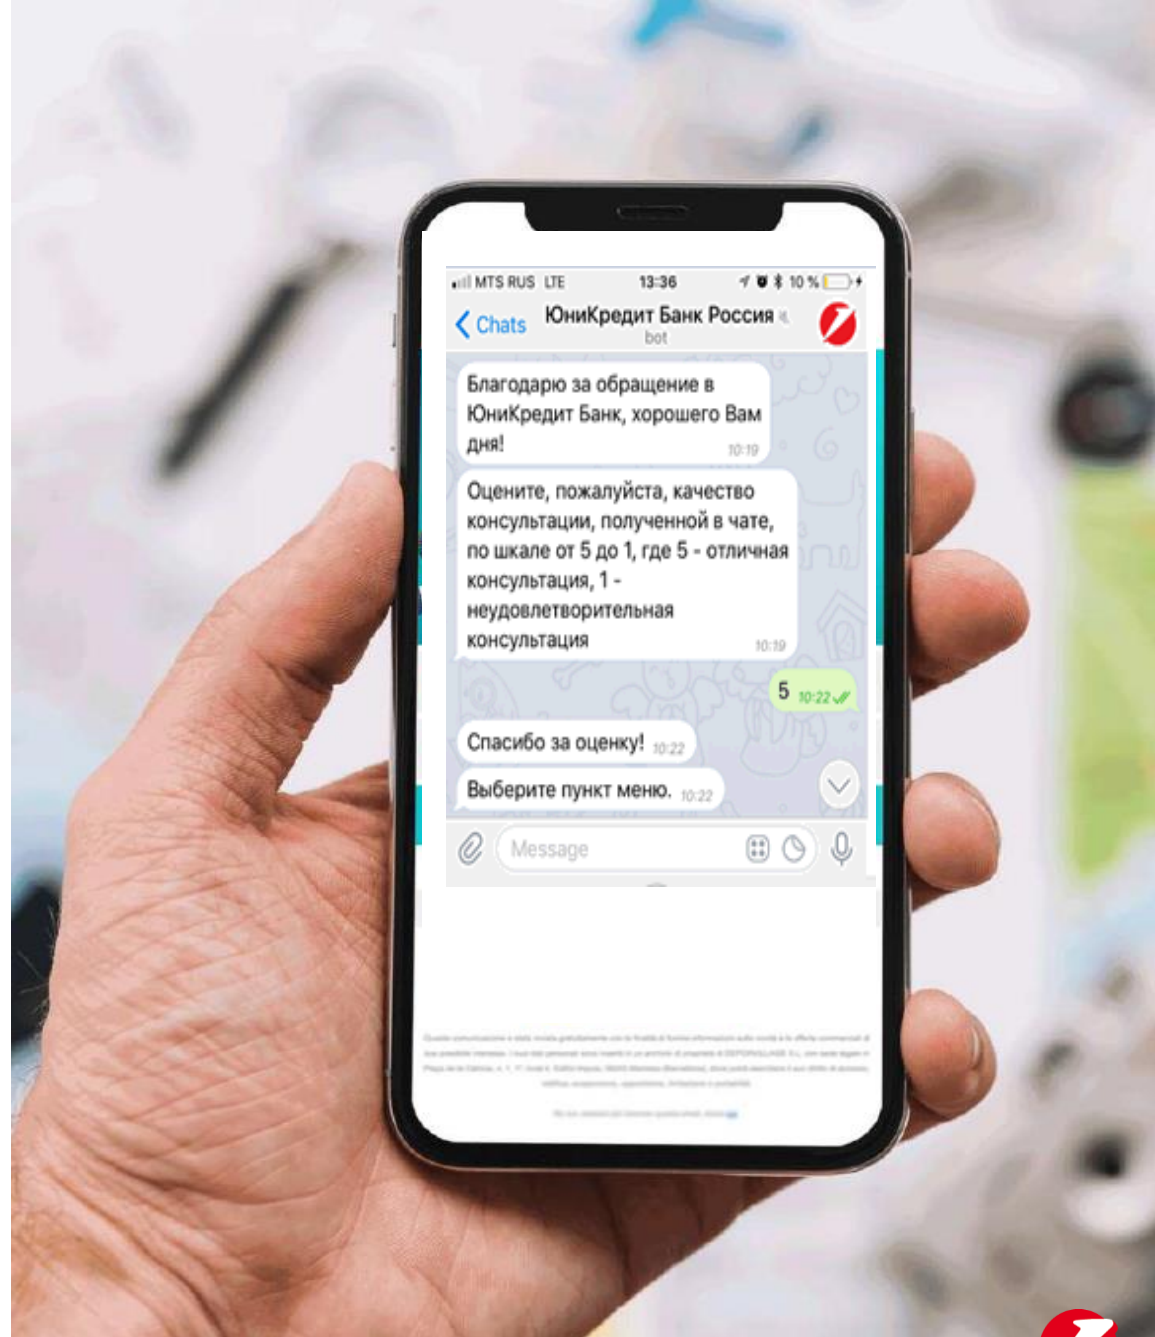 MTS RUS LTE 13:36 10 %
Chats ЮниКредит Банк Россия
bot
Благодарю за обращение в
ЮниКредит Банк, хорошего Вам
дня!
10:19
Оцените, пожалуйста, качество
консультации, полученной в чате,
по шкале от 5 до 1, где 5 - отличная
консультация, 1 -
неудовлетворительная
консультация
10:19
5 10:22
Спасибо за оценку! 10:22
Выберите пункт меню. 10:22
Message